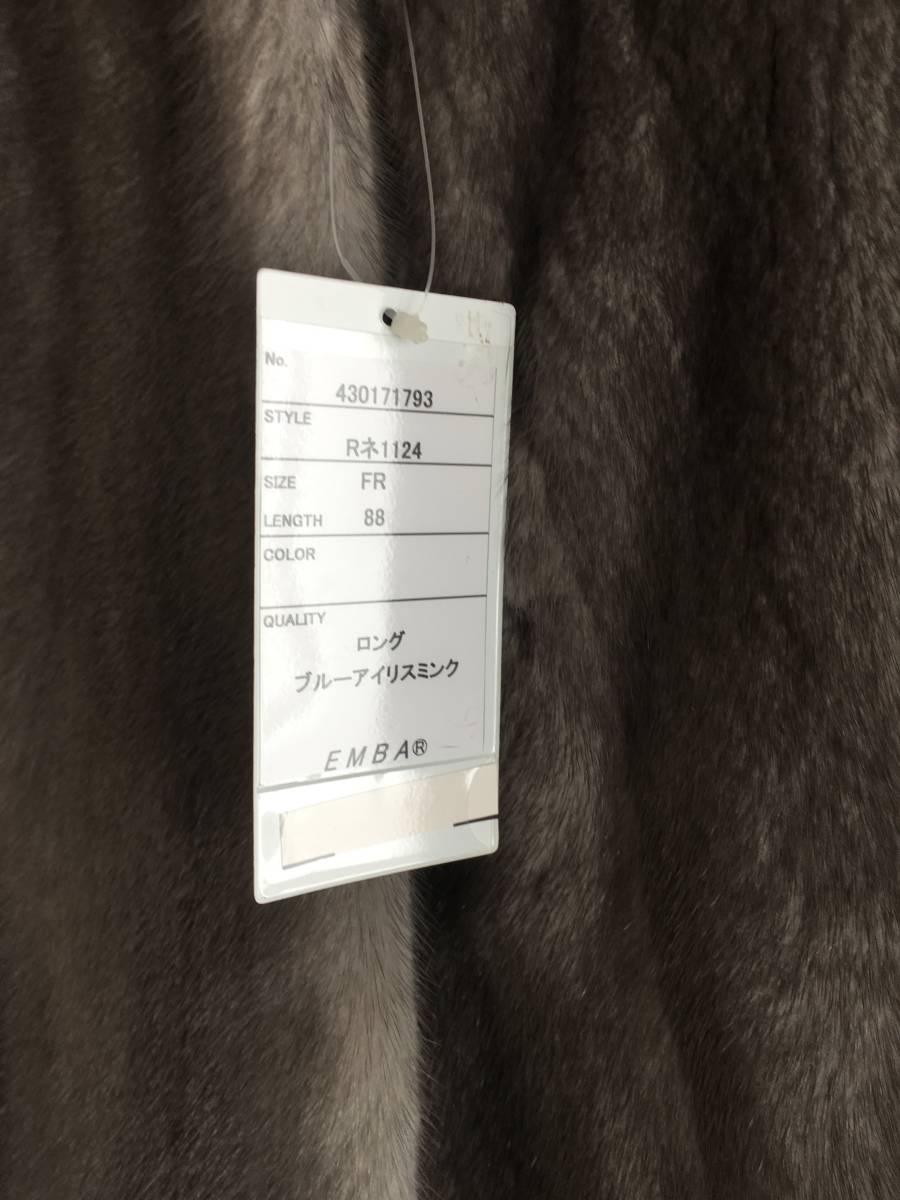 No.
430171793
STYLE
Rネ1124
SIZE FR
LENGTH 88
COLOR
QUALITY
ロング
ブルーアイリスミンク
EMBA®